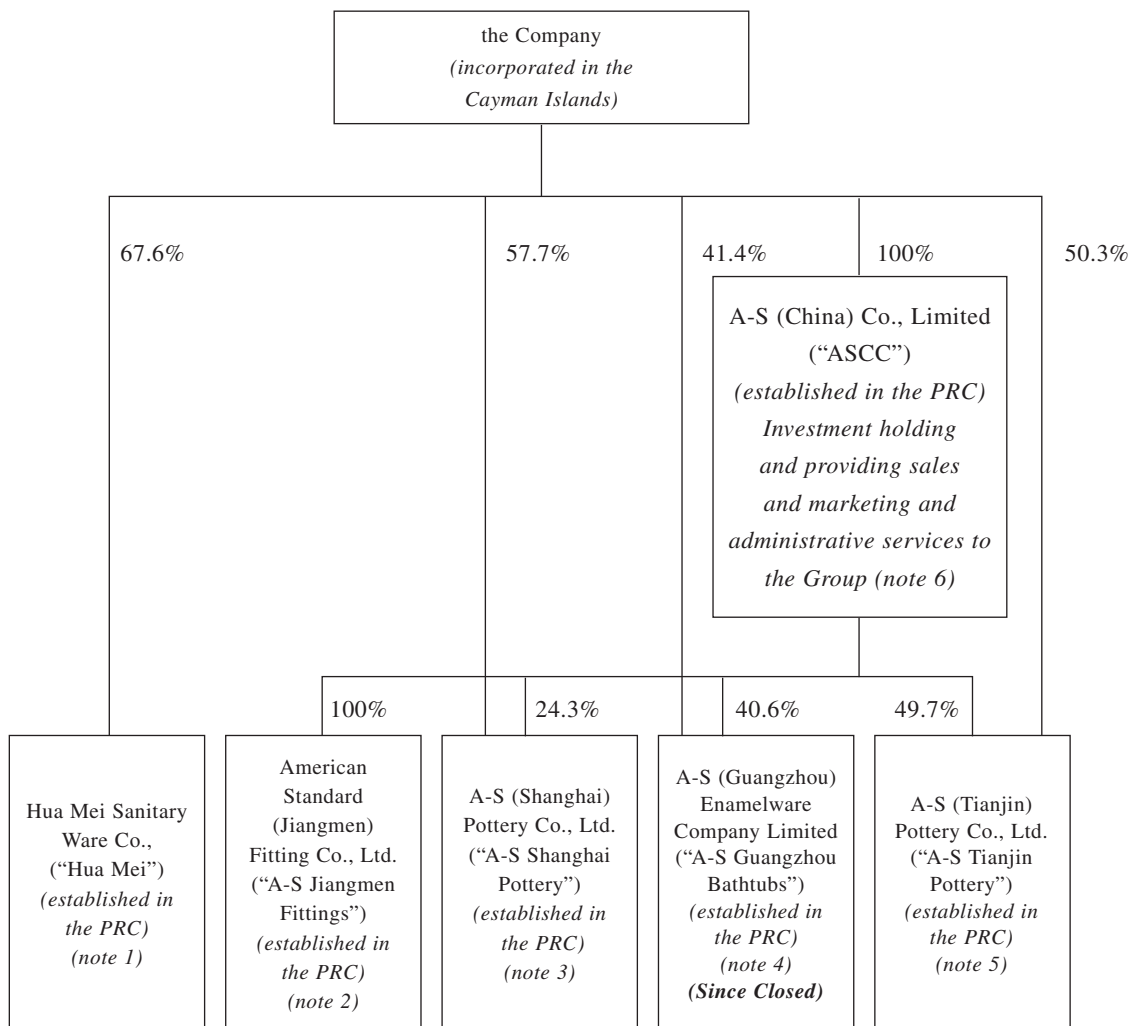 the Company
(incorporated in the
Cayman Islands)
67.6%
57.7%
41.4%
100%
50.3%
A-S (China) Co., Limited
(“ASCC”)
(established in the PRC)
Investment holding
and providing sales
and marketing and
administrative services to
the Group (note 6)
100%
24.3%
40.6%
49.7%
Hua Mei Sanitary
Ware Co.,
(“Hua Mei”)
(established in
the PRC)
(note 1)
American
Standard
(Jiangmen)
Fitting Co., Ltd.
(“A-S Jiangmen
Fittings”)
(established in
the PRC)
(note 2)
A-S (Shanghai)
Pottery Co., Ltd.
(“A-S Shanghai
Pottery”)
(established in
the PRC)
(note 3)
A-S (Guangzhou)
Enamelware
Company Limited
(“A-S Guangzhou
Bathtubs”)
(established in
the PRC)
(note 4)
(Since Closed)
A-S (Tianjin)
Pottery Co., Ltd.
(“A-S Tianjin
Pottery”)
(established in
the PRC)
(note 5)